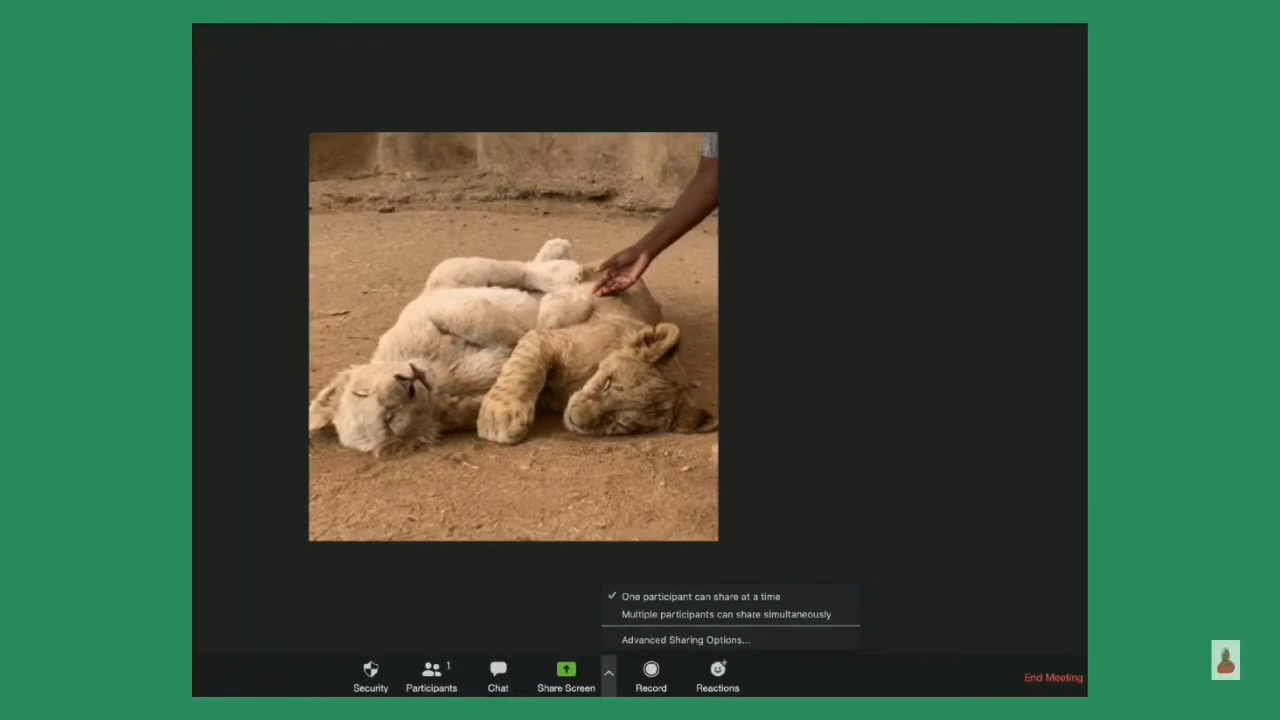 One participant can share at a time
Multiple participants can share simultaneously
Advanced Sharing Options...
1
Security
Participants
Chat
Share Screen
Record
Reactions
End Meeting